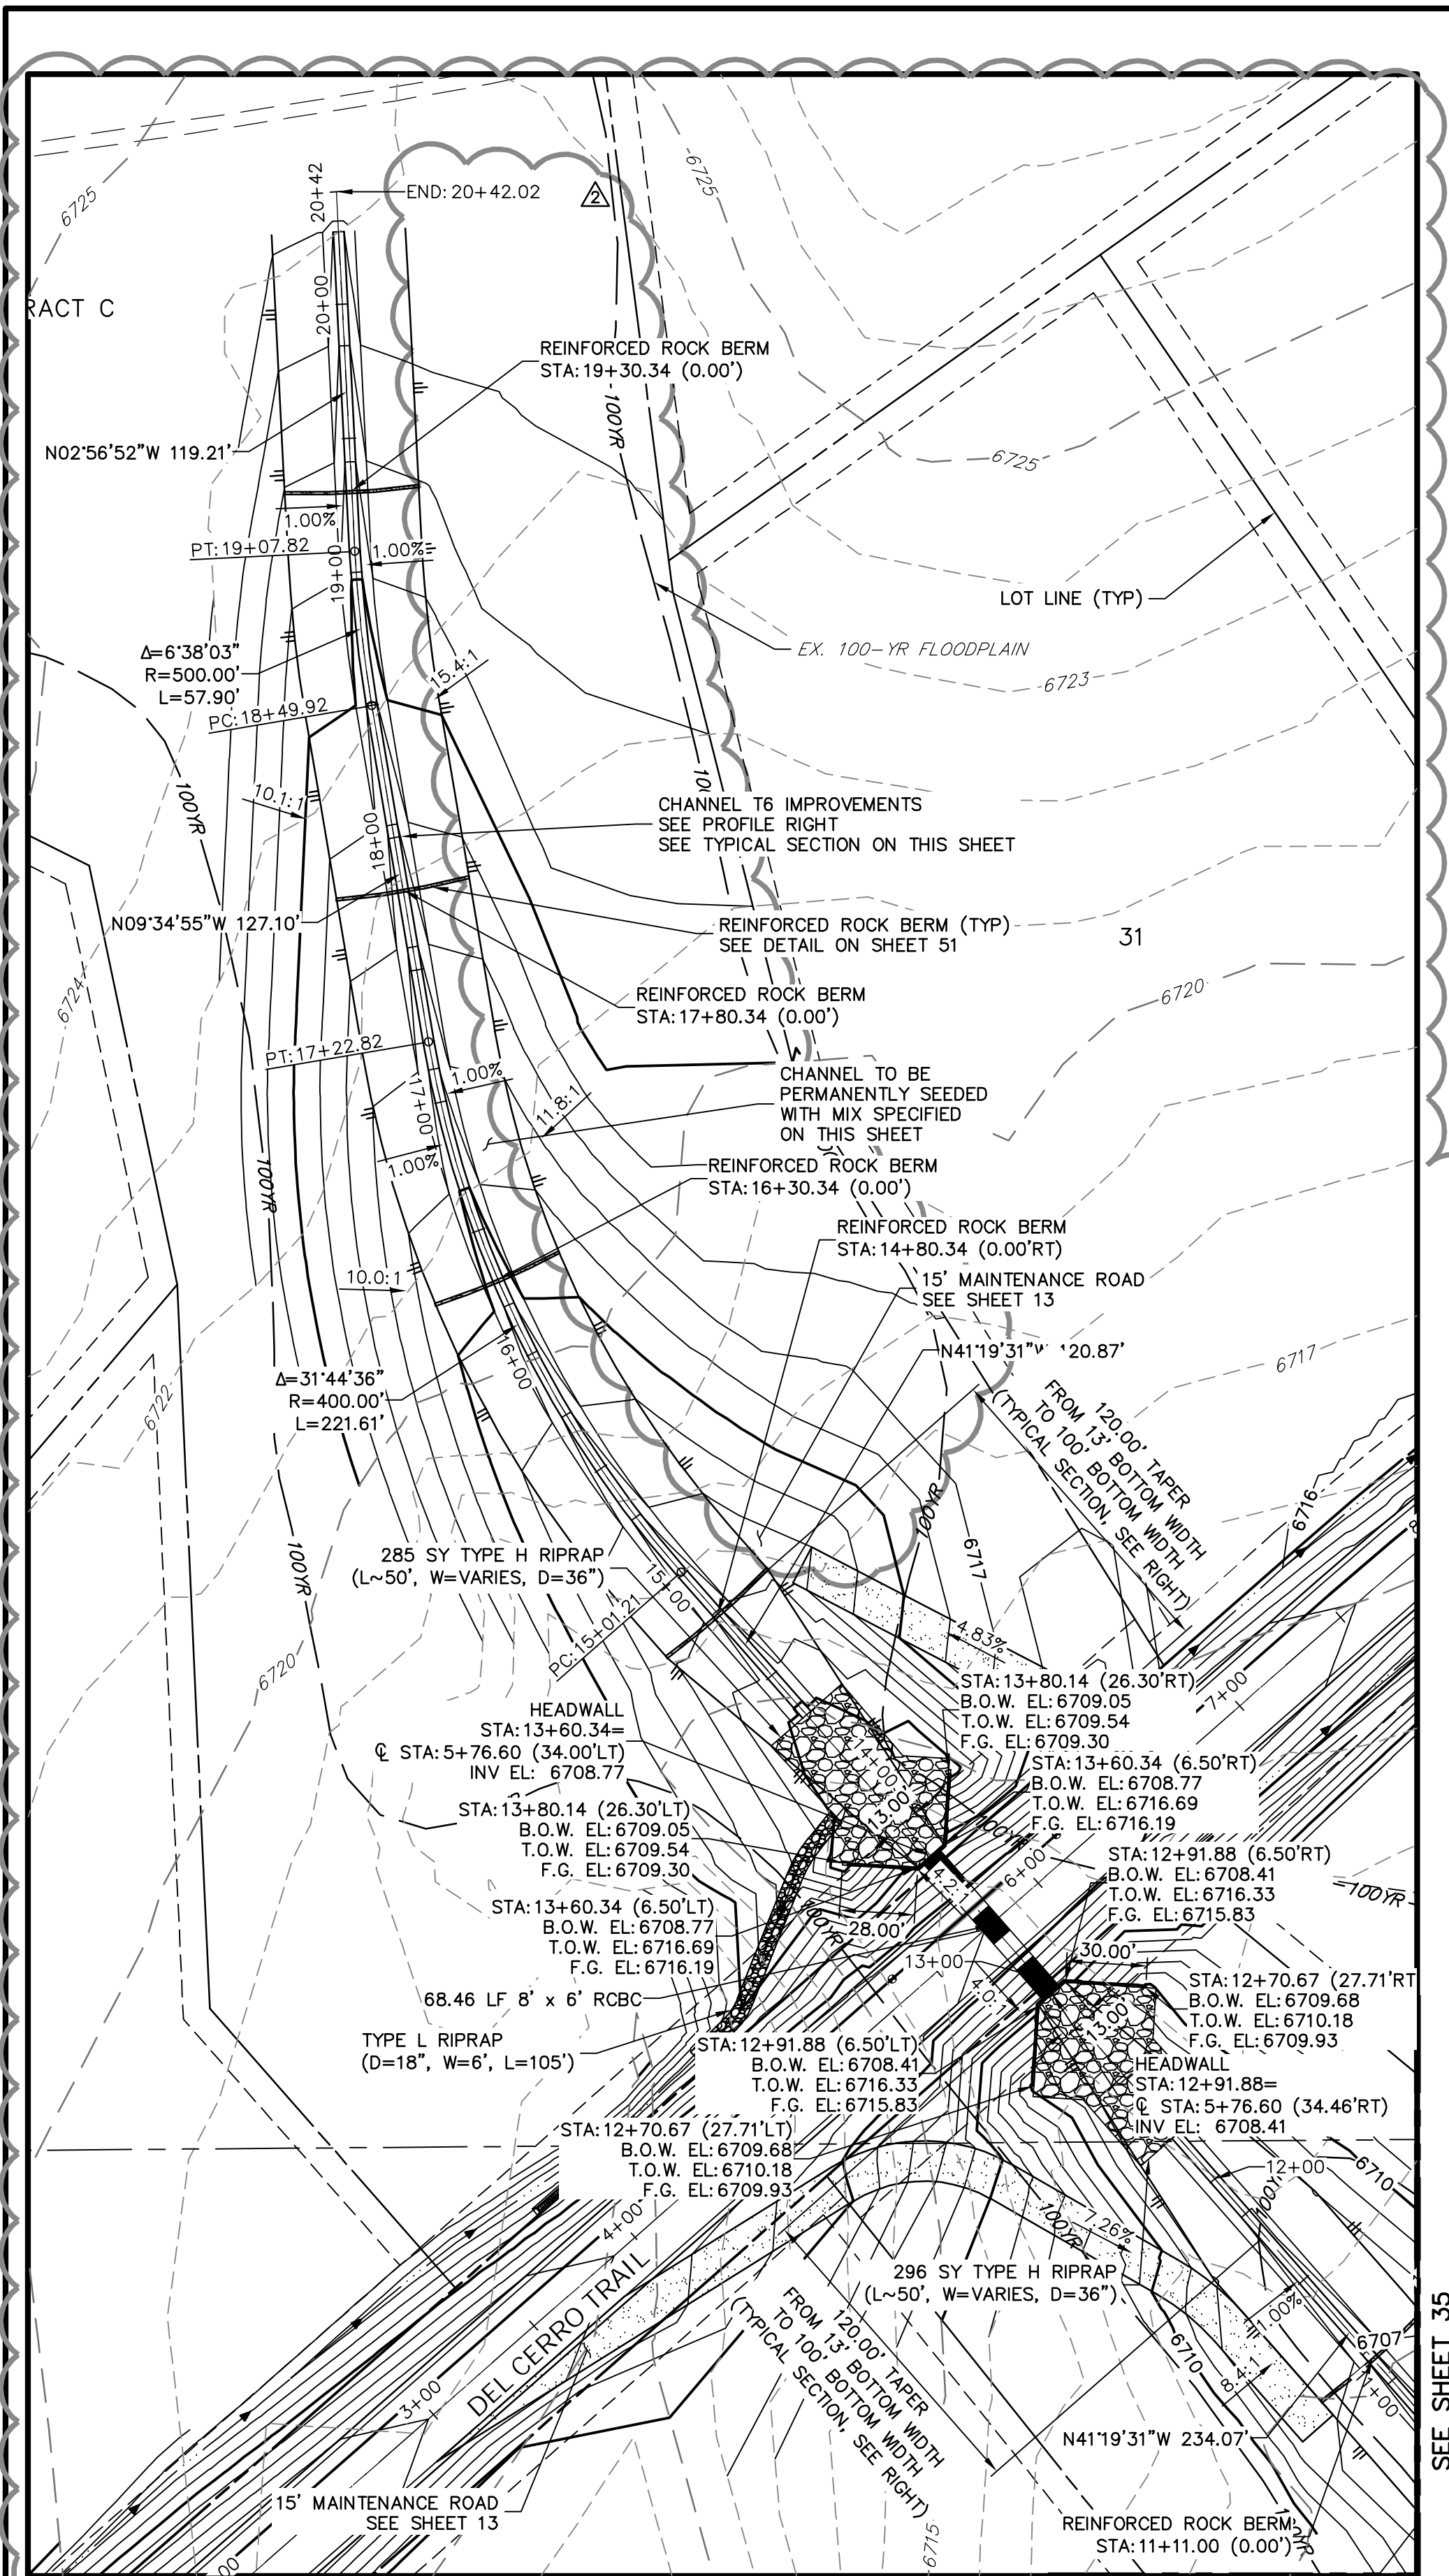 6725
6725
20+42
END: 20+42.02
2
RACT C
20+00
REINFORCED ROCK BERM
STA: 19+30.34 (0.00')
100YR
N02°56'52"W 119.21'
6725
1.00%
PT: 19+07.82
1.00%
19+00
LOT LINE (TYP)
EX. 100-YR FLOODPLAIN
Δ=6°38'03"
R=500.00'
L=57.90'
15.4:1
6723
PC: 18+49.92
10.1:1
100YR
CHANNEL T6 IMPROVEMENTS
SEE PROFILE RIGHT
SEE TYPICAL SECTION ON THIS SHEET
18+00
N09°34'55"W 127.10'
REINFORCED ROCK BERM (TYP)
SEE DETAIL ON SHEET 51
31
6724
REINFORCED ROCK BERM
STA: 17+80.34 (0.00')
6720
PT: 17+22.82
1.00%
17+00
11.8:1
CHANNEL TO BE
PERMANENTLY SEEDED
WITH MIX SPECIFIED
ON THIS SHEET
1.00%
100YR
REINFORCED ROCK BERM
STA: 16+30.34 (0.00')
REINFORCED ROCK BERM
STA: 14+80.34 (0.00'RT)
10.0:1
15' MAINTENANCE ROAD
SEE SHEET 13
16+00
N41°19'31"W 120.87'
6717
Δ=31°44'36"
R=400.00'
L=221.61'
6722
120.00' TAPER
FROM 13' BOTTOM WIDTH
TO 100' BOTTOM WIDTH
(TYPICAL SECTION, SEE RIGHT)
100YR
6716
6717
285 SY TYPE H RIPRAP
(L~50', W=VARIES, D=36")
100YR
15+00
PC: 15+01.21
4.83%
6720
STA: 13+80.14 (26.30'RT)
B.O.W. EL: 6709.05
T.O.W. EL: 6709.54
F.G. EL: 6709.30
7+00
HEADWALL
STA: 13+60.34=
℄ STA: 5+76.60 (34.00'LT)
INV EL: 6708.77
14+00
13.00'
STA: 13+60.34 (6.50'RT)
B.O.W. EL: 6708.77
T.O.W. EL: 6716.69
F.G. EL: 6716.19
STA: 13+80.14 (26.30'LT)
B.O.W. EL: 6709.05
T.O.W. EL: 6709.54
F.G. EL: 6709.30
100YR
6+00
4.2:1
STA: 12+91.88 (6.50'RT)
B.O.W. EL: 6708.41
T.O.W. EL: 6716.33
F.G. EL: 6715.83
100YR
STA: 13+60.34 (6.50'LT)
B.O.W. EL: 6708.77
T.O.W. EL: 6716.69
F.G. EL: 6716.19
100YR
28.00'
13+00
30.00'
4.0:1
68.46 LF 8' x 6' RCBC
STA: 12+70.67 (27.71'RT
B.O.W. EL: 6709.68
T.O.W. EL: 6710.18
F.G. EL: 6709.93
13.00'
TYPE L RIPRAP
(D=18", W=6', L=105')
STA: 12+91.88 (6.50'LT)
B.O.W. EL: 6708.41
T.O.W. EL: 6716.33
F.G. EL: 6715.83
HEADWALL
STA: 12+91.88=
℄ STA: 5+76.60 (34.46'RT)
INV EL: 6708.41
STA: 12+70.67 (27.71'LT)
B.O.W. EL: 6709.68
T.O.W. EL: 6710.18
F.G. EL: 6709.93
12+00
6710
100YR
4+00
100YR
7.26%
DEL CERRO TRAIL
296 SY TYPE H RIPRAP
(L~50', W=VARIES, D=36")
120.00' TAPER
FROM 13' BOTTOM WIDTH
TO 100' BOTTOM WIDTH
(TYPICAL SECTION, SEE RIGHT)
1.00%
6710
8.4:1
6707
3+00
N41°19'31"W 234.07'
SEE SHEET 35
15' MAINTENANCE ROAD
SEE SHEET 13
6715
REINFORCED ROCK BERM
STA: 11+11.00 (0.00')